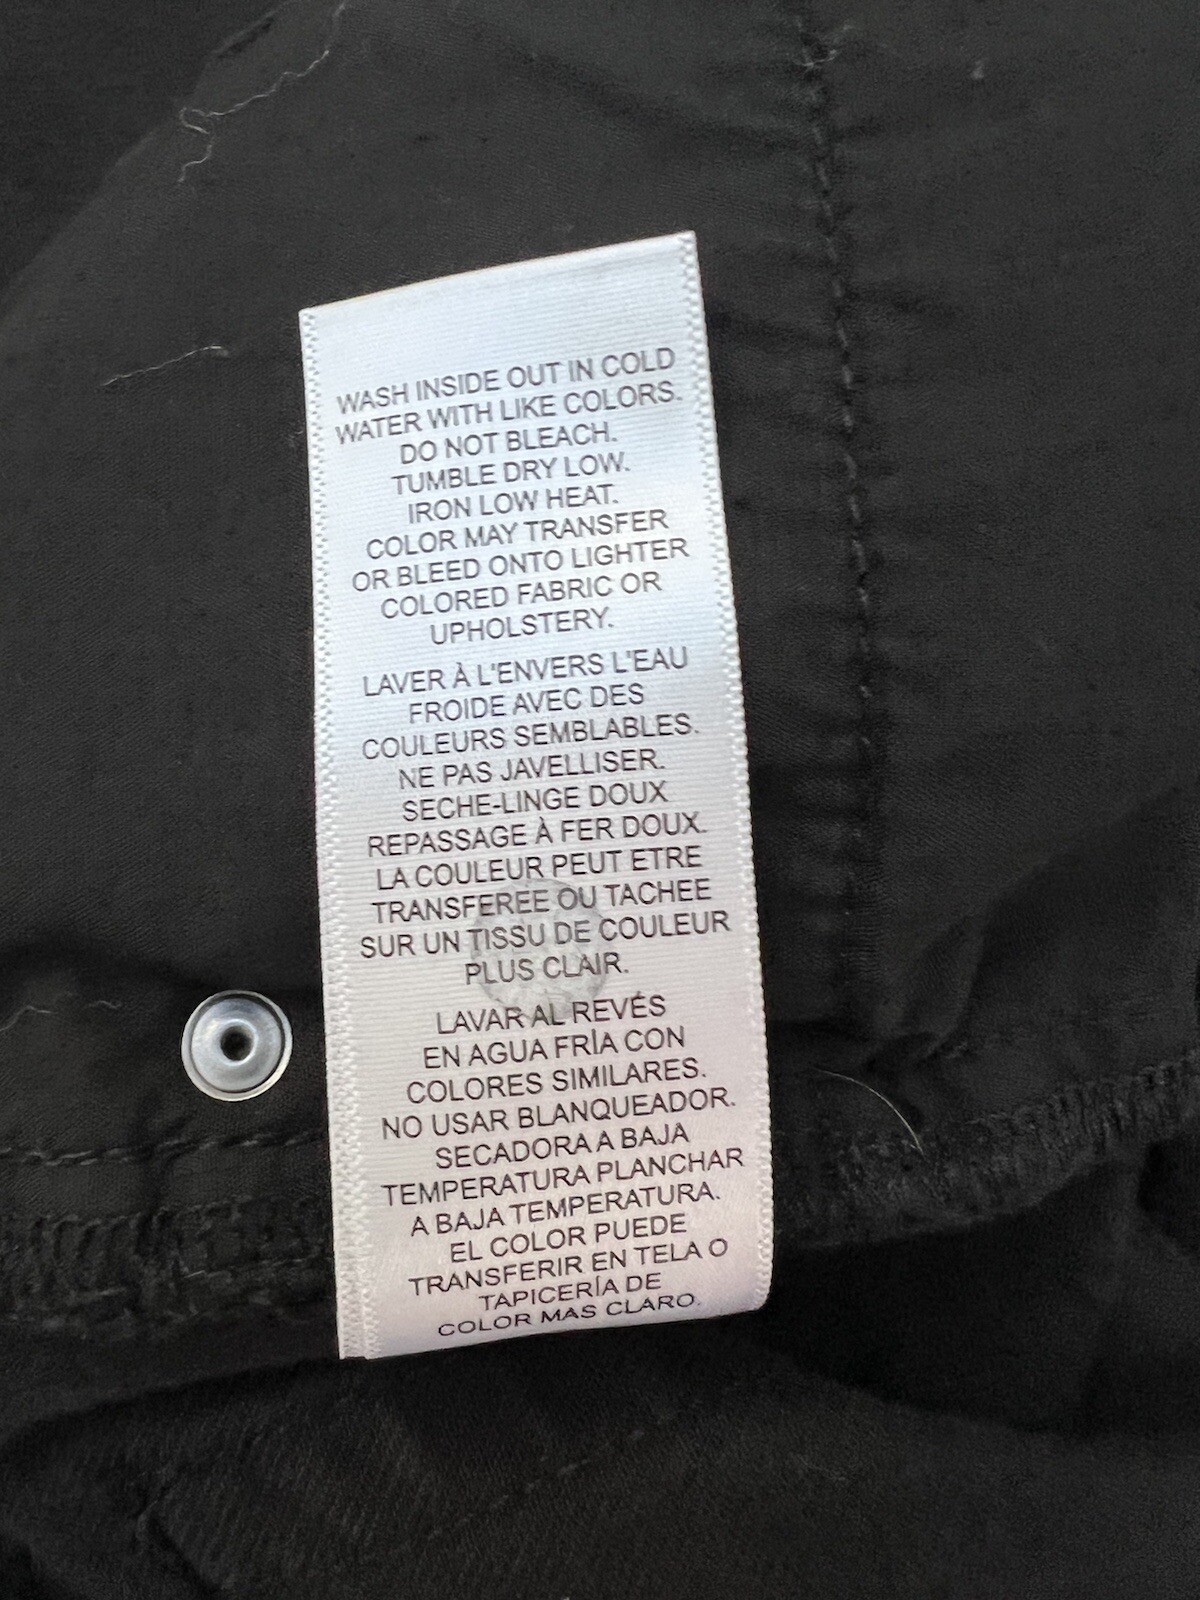 WASH INSIDE OUT IN COLD
WATER WITH LIKE COLORS.
DO NOT BLEACH.
TUMBLE DRY LOW.
IRON LOW HEAT.
COLOR MAY TRANSFER
OR BLEED ONTO LIGHTER
COLORED FABRIC OR
UPHOLSTERY.
LAVER À L'ENVERS L'EAU
FROIDE AVEC DES
COULEURS SEMBLABLES.
NE PAS JAVELLISER.
SECHE-LINGE DOUX
REPASSAGE À FER DOUX.
LA COULEUR PEUT ETRE
TRANSFEREE OU TACHEE
SUR UN TISSU DE COULEUR
PLUS CLAIR.
LAVAR AL REVÉS
EN AGUA FRÍA CON
COLORES SIMILARES.
NO USAR BLANQUEADOR.
SECADORA A BAJA
TEMPERATURA PLANCHAR
A BAJA TEMPERATURA.
EL COLOR PUEDE
TRANSFERIR EN TELA O
TAPICERÍA DE
COLOR MAS CLARO.